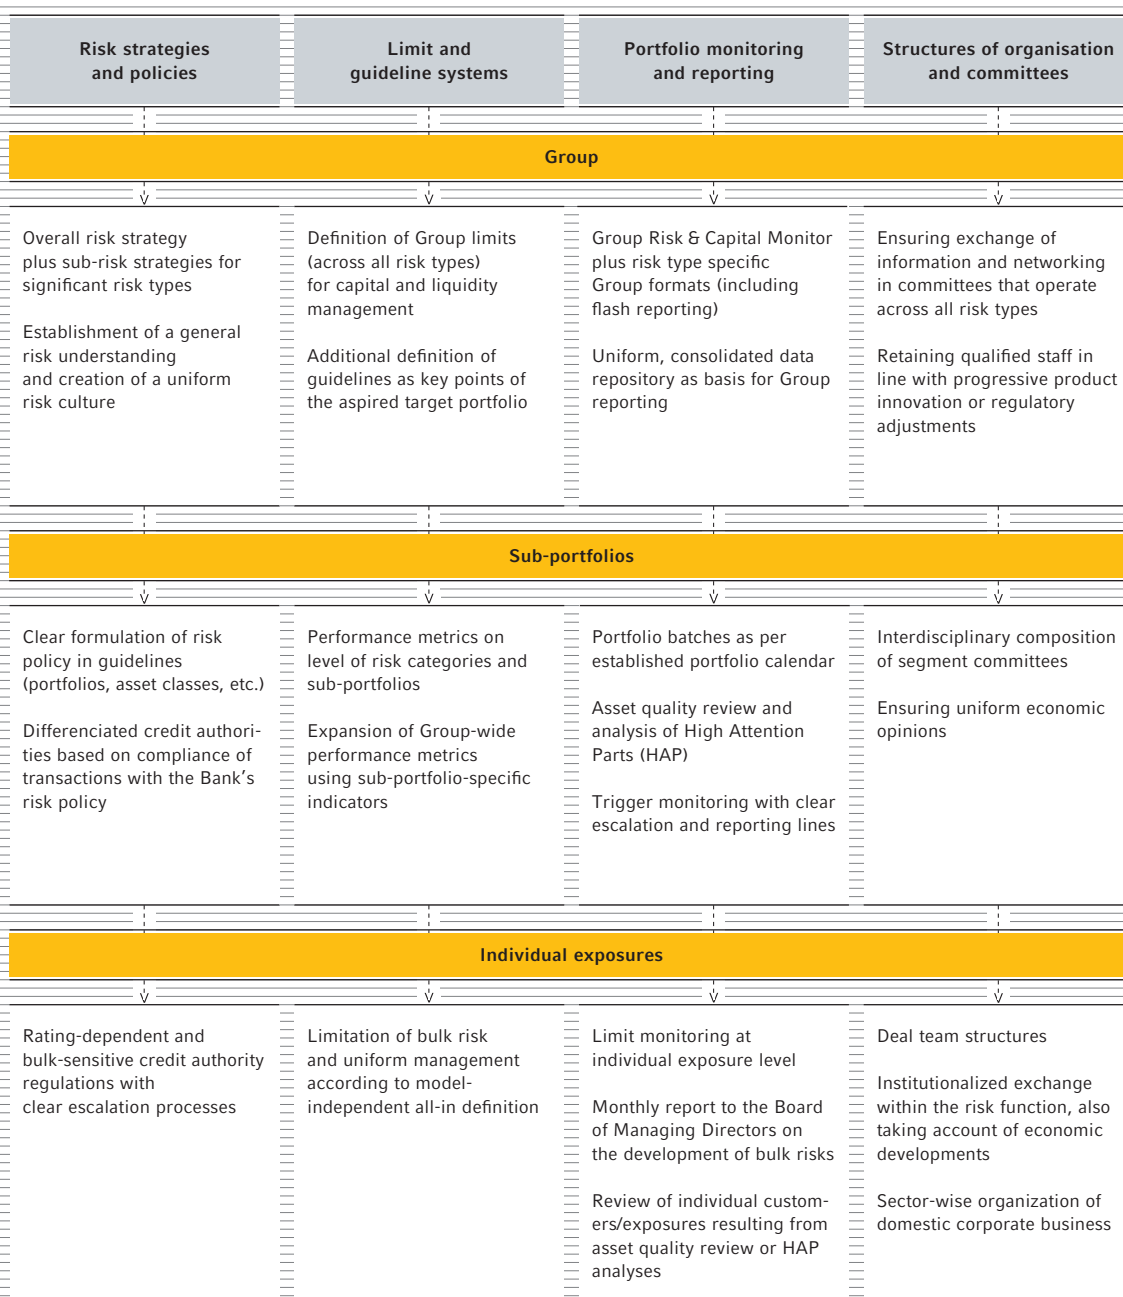 Risk strategies
and policies
Limit and
guideline systems
Portfolio monitoring
and reporting
Structures of organisation
and committees
Group
Overall risk strategy
plus sub-risk strategies for
significant risk types
Establishment of a general
risk understanding
and creation of a uniform
risk culture
Definition of Group limits
(across all risk types)
for capital and liquidity
management
Additional definition of
guidelines as key points of
the aspired target portfolio
Group Risk & Capital Monitor
plus risk type specific
Group formats (including
flash reporting)
Uniform, consolidated data
repository as basis for Group
reporting
Ensuring exchange of
information and networking
in committees that operate
across all risk types
Retaining qualified staff in
line with progressive product
innovation or regulatory
adjustments
Sub-portfolios
Clear formulation of risk
policy in guidelines
(portfolios, asset classes, etc.)
Differenciated credit authori-
ties based on compliance of
transactions with the Bank’s
risk policy
Performance metrics on
level of risk categories and
sub-portfolios
Expansion of Group-wide
performance metrics
using sub-portfolio-specific
indicators
Portfolio batches as per
established portfolio calendar
Asset quality review and
analysis of High Attention
Parts (HAP)
Trigger monitoring with clear
escalation and reporting lines
Interdisciplinary composition
of segment committees
Ensuring uniform economic
opinions
Individual exposures
Rating-dependent and
bulk-sensitive credit authority
regulations with
clear escalation processes
Limitation of bulk risk
and uniform management
according to model-
independent all-in definition
Limit monitoring at
individual exposure level
Monthly report to the Board
of Managing Directors on
the development of bulk risks
Review of individual custom-
ers/exposures resulting from
asset quality review or HAP
analyses
Deal team structures
Institutionalized exchange
within the risk function, also
taking account of economic
developments
Sector-wise organization of
domestic corporate business